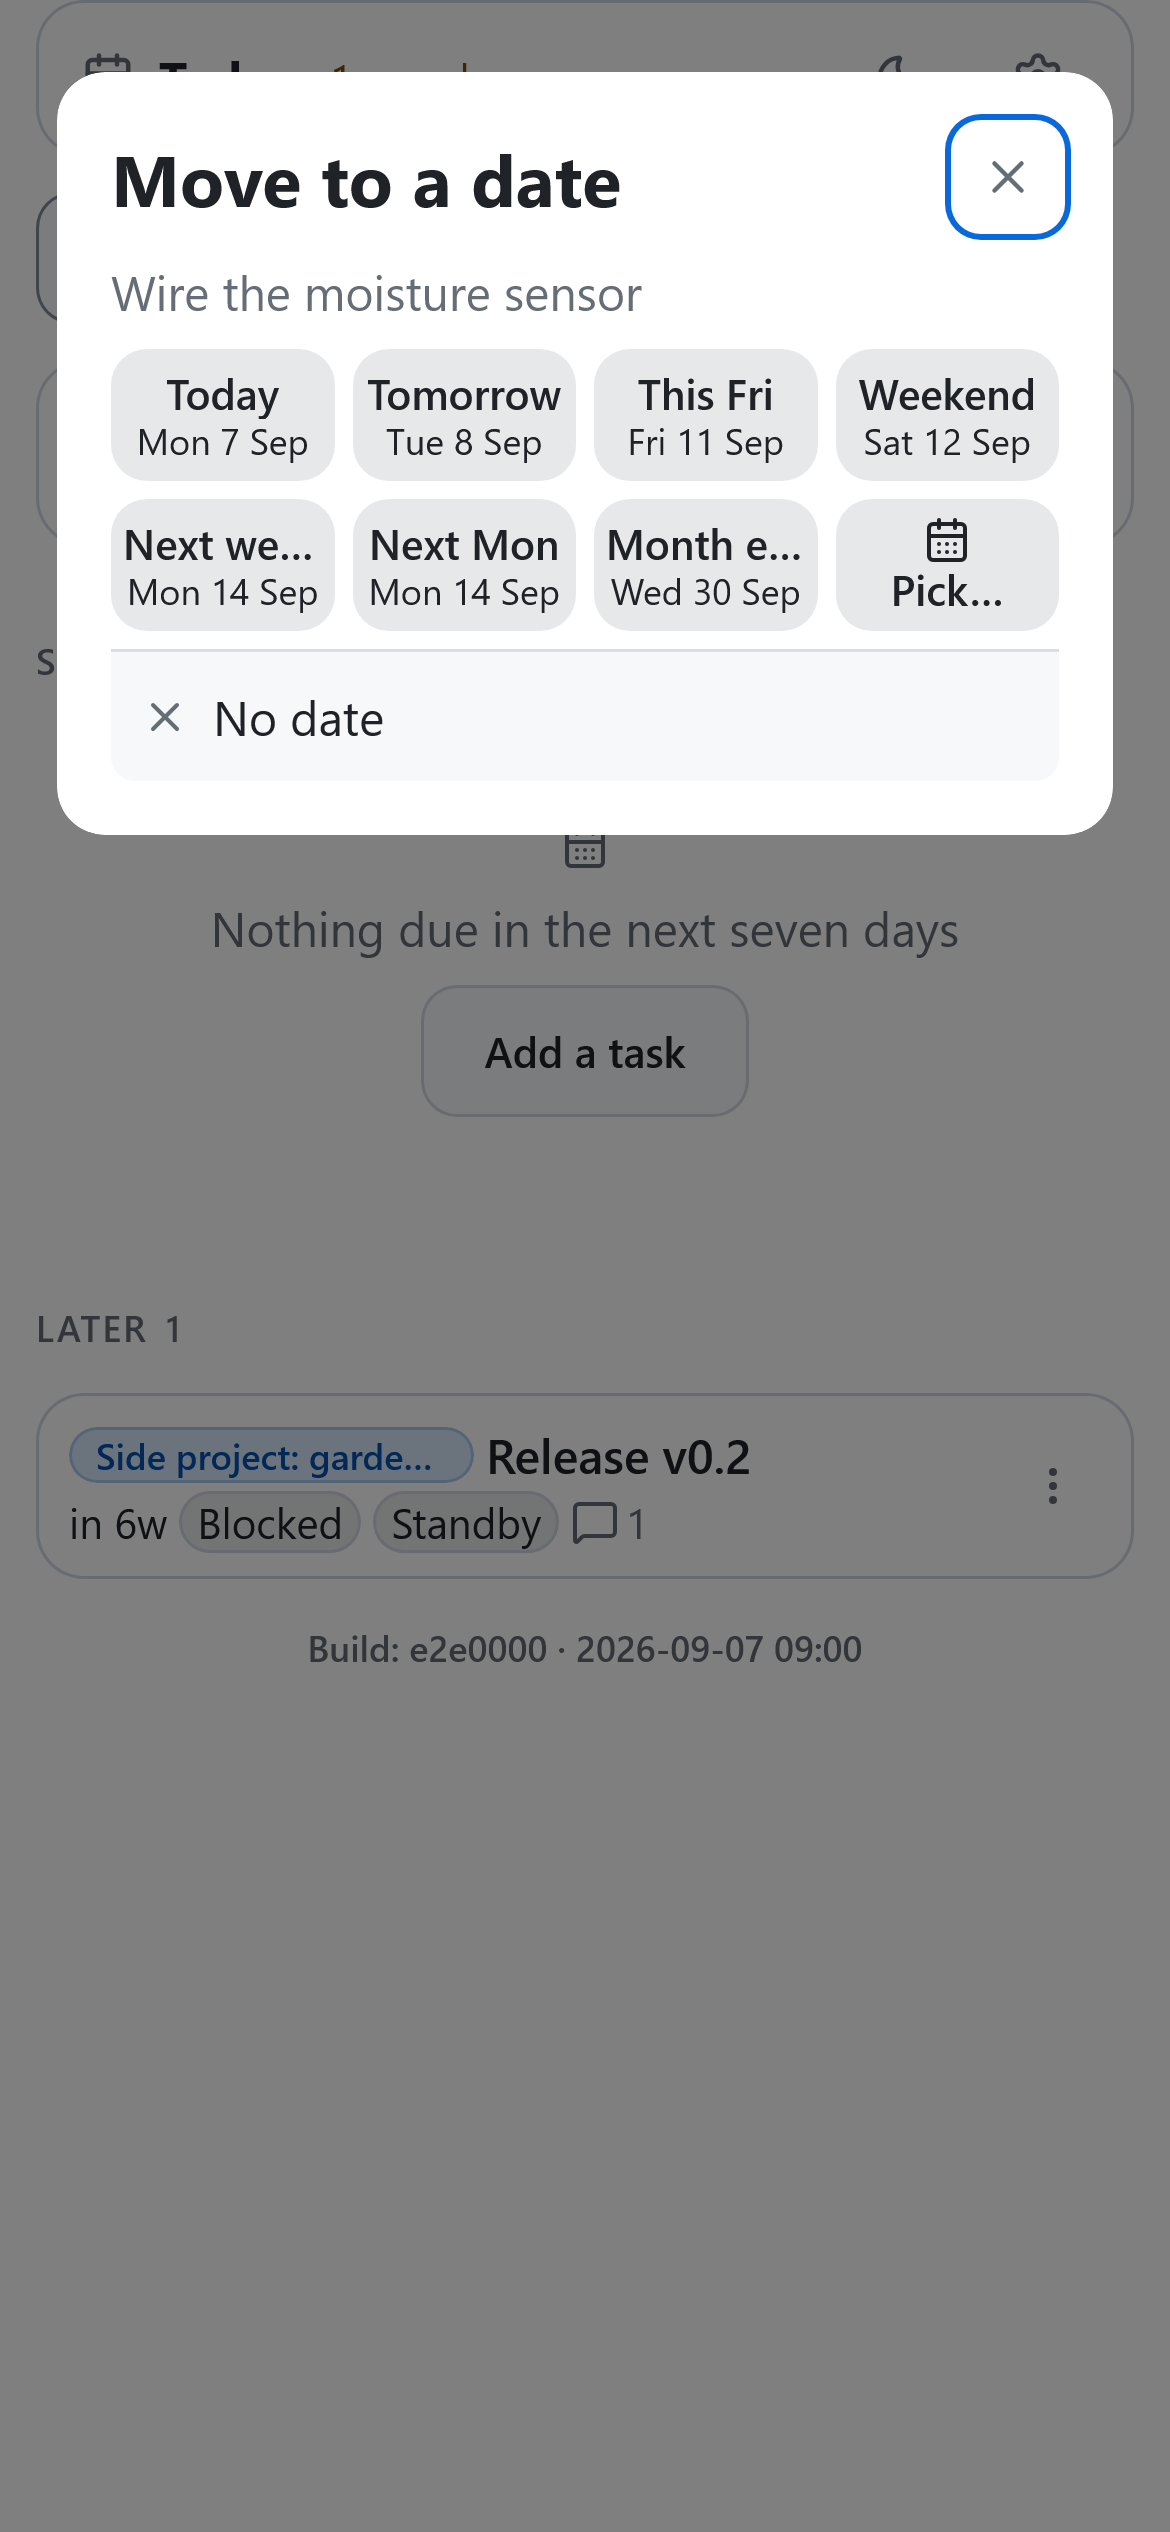 Move to a date
Wire the moisture sensor
Today
Mon 7 Sep
Tomorrow
Tue 8 Sep
This Fri
Fri 11 Sep
Weekend
Sat 12 Sep
Next we...
Mon 14 Sep
Next Mon
Mon 14 Sep
Month e...
Wed 30 Sep
Pick...
No date
Nothing due in the next seven days
Add a task
LATER 1
Side project: garde... Release v0.2
in 6w Blocked Standby 1
Build: e2e0000 · 2026-09-07 09:00